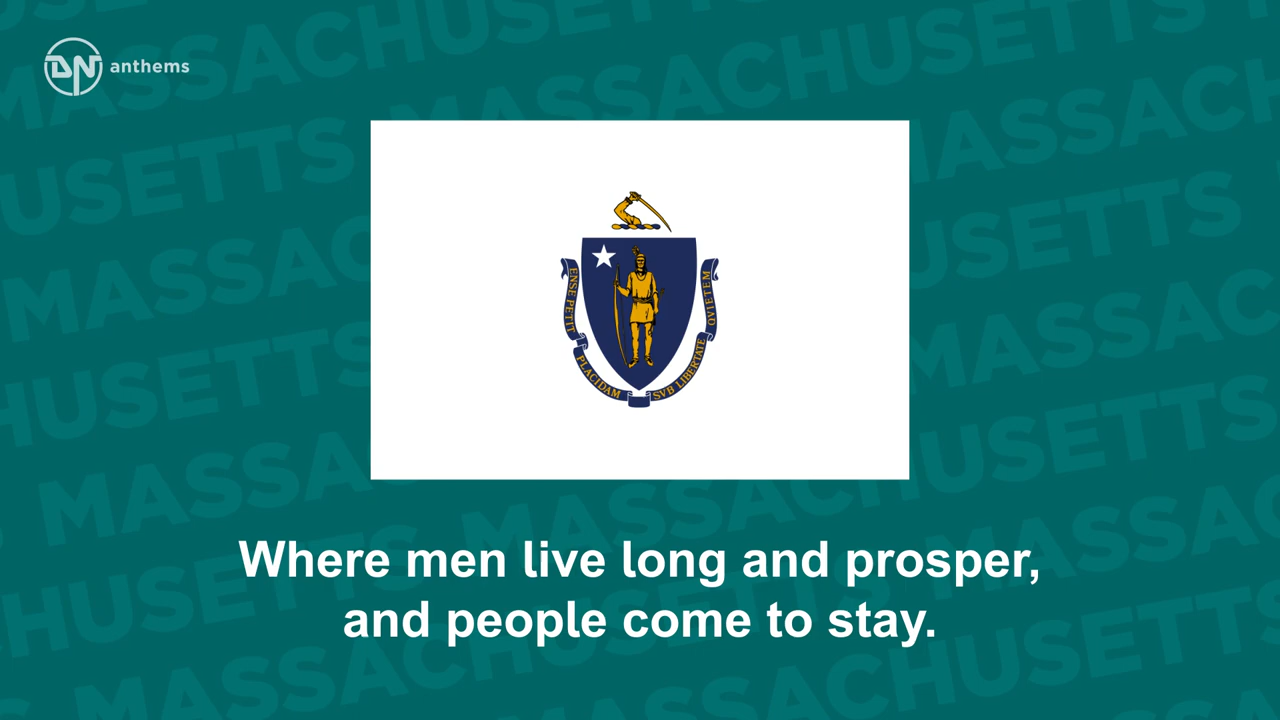 DN anthems
MASSACHUSETTS
ENSE PETIT
PLACIDAM
SVB LIBERTATE
QVIETEM
Where men live long and prosper,
and people come to stay.